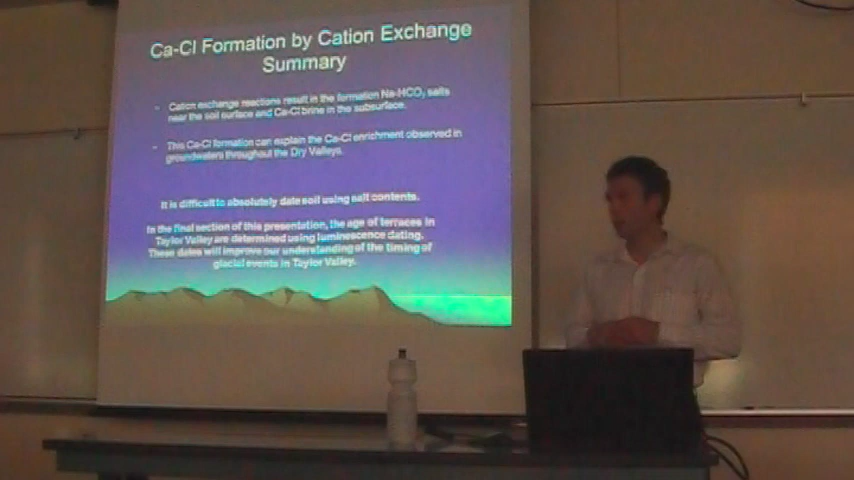 Ca-Cl Formation by Cation Exchange
Summary
- Cation exchange reactions result in the formation Na-HCO3 salts
near the soil surface and Ca-Cl brine in the subsurface.
- This Ca-Cl formation can explain the Ca-Cl enrichment observed in
groundwaters throughout the Dry Valleys.
It is difficult to absolutely date soil using salt contents.
In the final section of this presentation, the age of terraces in
Taylor Valley are determined using luminescence dating.
These dates will improve our understanding of the timing of
glacial events in Taylor Valley.